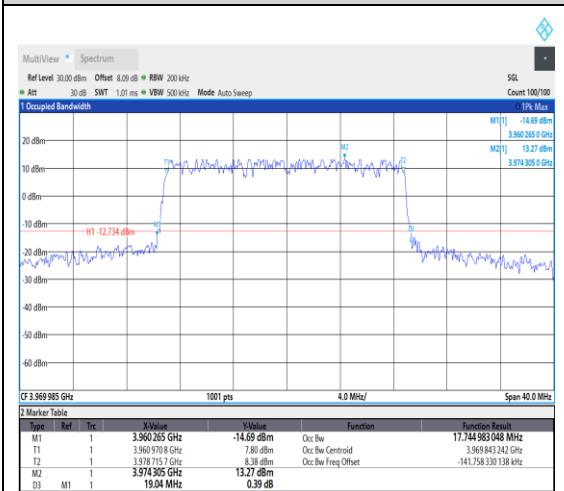 MultiView Spectrum
Ref Level 30.00 dBm Offset 8.09 dB RBW 200 kHz SGL
Att 30 dB SWT 1.01 ms VBW 500 kHz Mode Auto Sweep Count 100/100
1 Occupied Bandwidth 1Pk Max
M1[1] -14.69 dBm
3.960 265 0 GHz
M2[1] 13.27 dBm
3.974 305 0 GHz
20 dBm
M2
T1
T2
10 dBm
0 dBm
-10 dBm
M1
H1 -12.734 dBm
-20 dBm
-30 dBm
-40 dBm
-50 dBm
-60 dBm
CF 3.969 985 GHz 1001 pts 4.0 MHz/ Span 40.0 MHz
2 Marker Table
Type Ref Trc X-Value Y-Value Function Function Result
M1 1 3.960 265 GHz -14.69 dBm Occ Bw 17.744 983 048 MHz
T1 1 3.960 970 8 GHz 7.80 dBm Occ Bw Centroid 3.969 843 242 GHz
T2 1 3.978 715 7 GHz 8.38 dBm Occ Bw Freq Offset -141.758 330 138 kHz
M2 1 3.974 305 GHz 13.27 dBm
D3 M1 1 19.04 MHz 0.39 dB